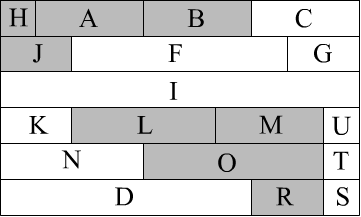 H A B C
J F G
I
K L M U
N O T
D R S